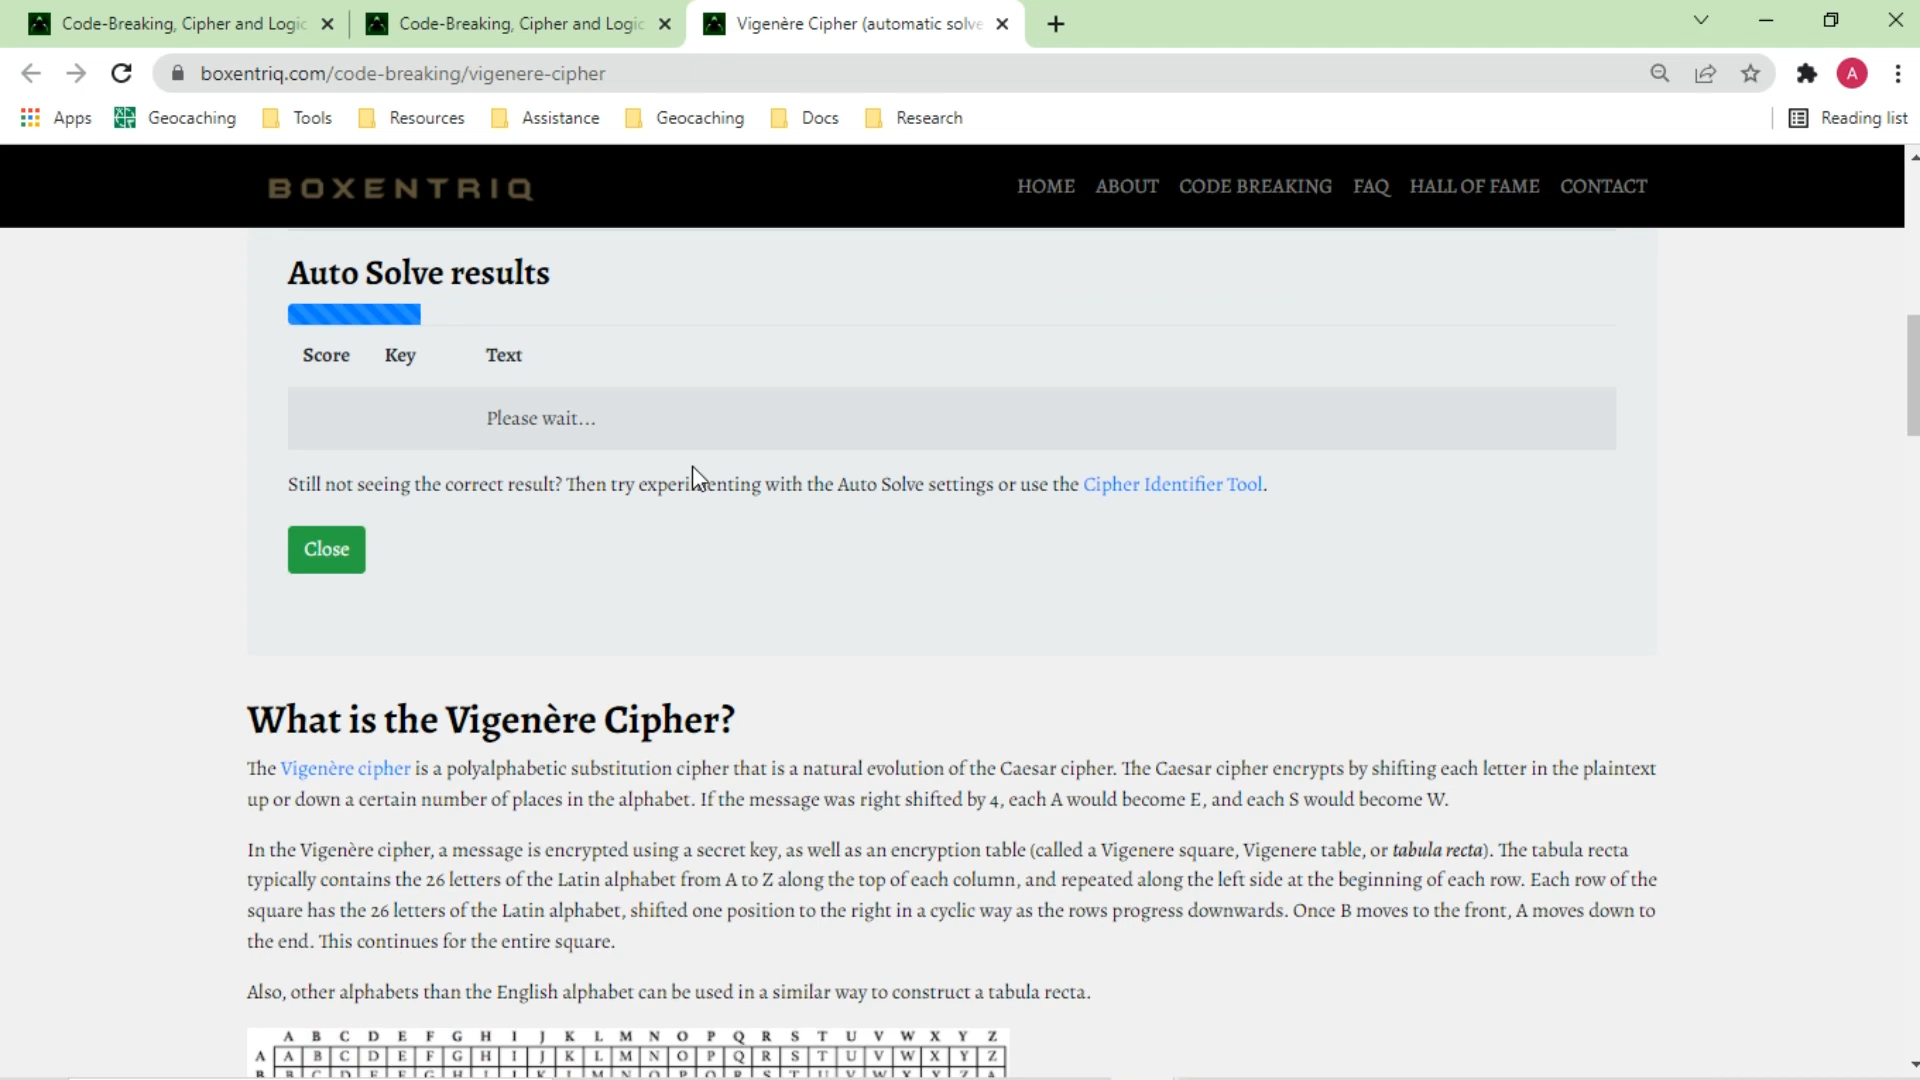 Code-Breaking, Cipher and Logic
Code-Breaking, Cipher and Logic
Vigenère Cipher (automatic solve
boxentriq.com/code-breaking/vigenere-cipher
A
Apps
Geocaching
Tools
Resources
Assistance
Geocaching
Docs
Research
Reading list
BOXENTRIQ
HOME ABOUT CODE BREAKING FAQ HALL OF FAME CONTACT
Auto Solve results
Score Key Text
Please wait...
Still not seeing the correct result? Then try experimenting with the Auto Solve settings or use the Cipher Identifier Tool.
Close
What is the Vigenère Cipher?
The Vigenère cipher is a polyalphabetic substitution cipher that is a natural evolution of the Caesar cipher. The Caesar cipher encrypts by shifting each letter in the plaintext
up or down a certain number of places in the alphabet. If the message was right shifted by 4, each A would become E, and each S would become W.
In the Vigenère cipher, a message is encrypted using a secret key, as well as an encryption table (called a Vigenere square, Vigenere table, or tabula recta). The tabula recta
typically contains the 26 letters of the Latin alphabet from A to Z along the top of each column, and repeated along the left side at the beginning of each row. Each row of the
square has the 26 letters of the Latin alphabet, shifted one position to the right in a cyclic way as the rows progress downwards. Once B moves to the front, A moves down to
the end. This continues for the entire square.
Also, other alphabets than the English alphabet can be used in a similar way to construct a tabula recta.
A B C D E F G H I J K L M N O P Q R S T U V W X Y Z
A A B C D E F G H I J K L M N O P Q R S T U V W X Y Z
B B C D E F G H I J K L M N O P Q R S T U V W X Y Z A